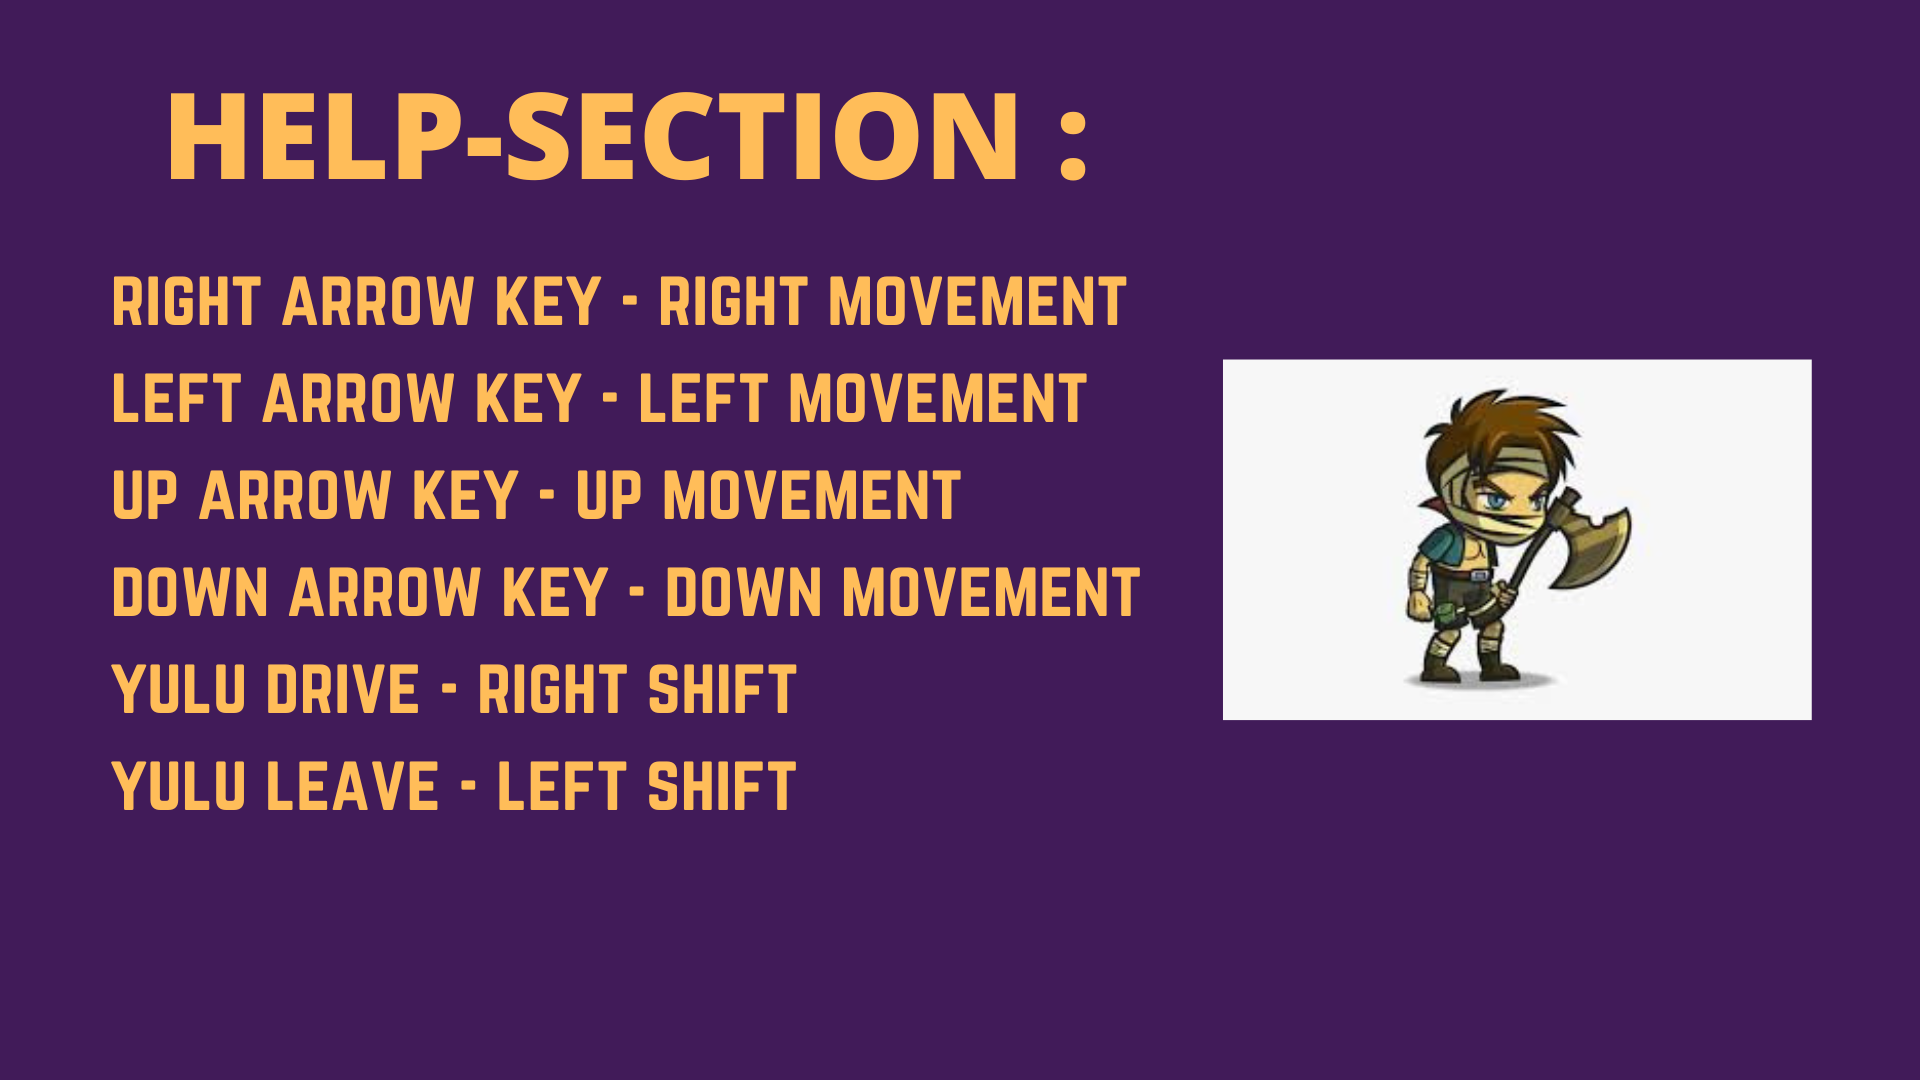 HELP-SECTION :
RIGHT ARROW KEY - RIGHT MOVEMENT
LEFT ARROW KEY - LEFT MOVEMENT
UP ARROW KEY - UP MOVEMENT
DOWN ARROW KEY - DOWN MOVEMENT
YULU DRIVE - RIGHT SHIFT
YULU LEAVE - LEFT SHIFT